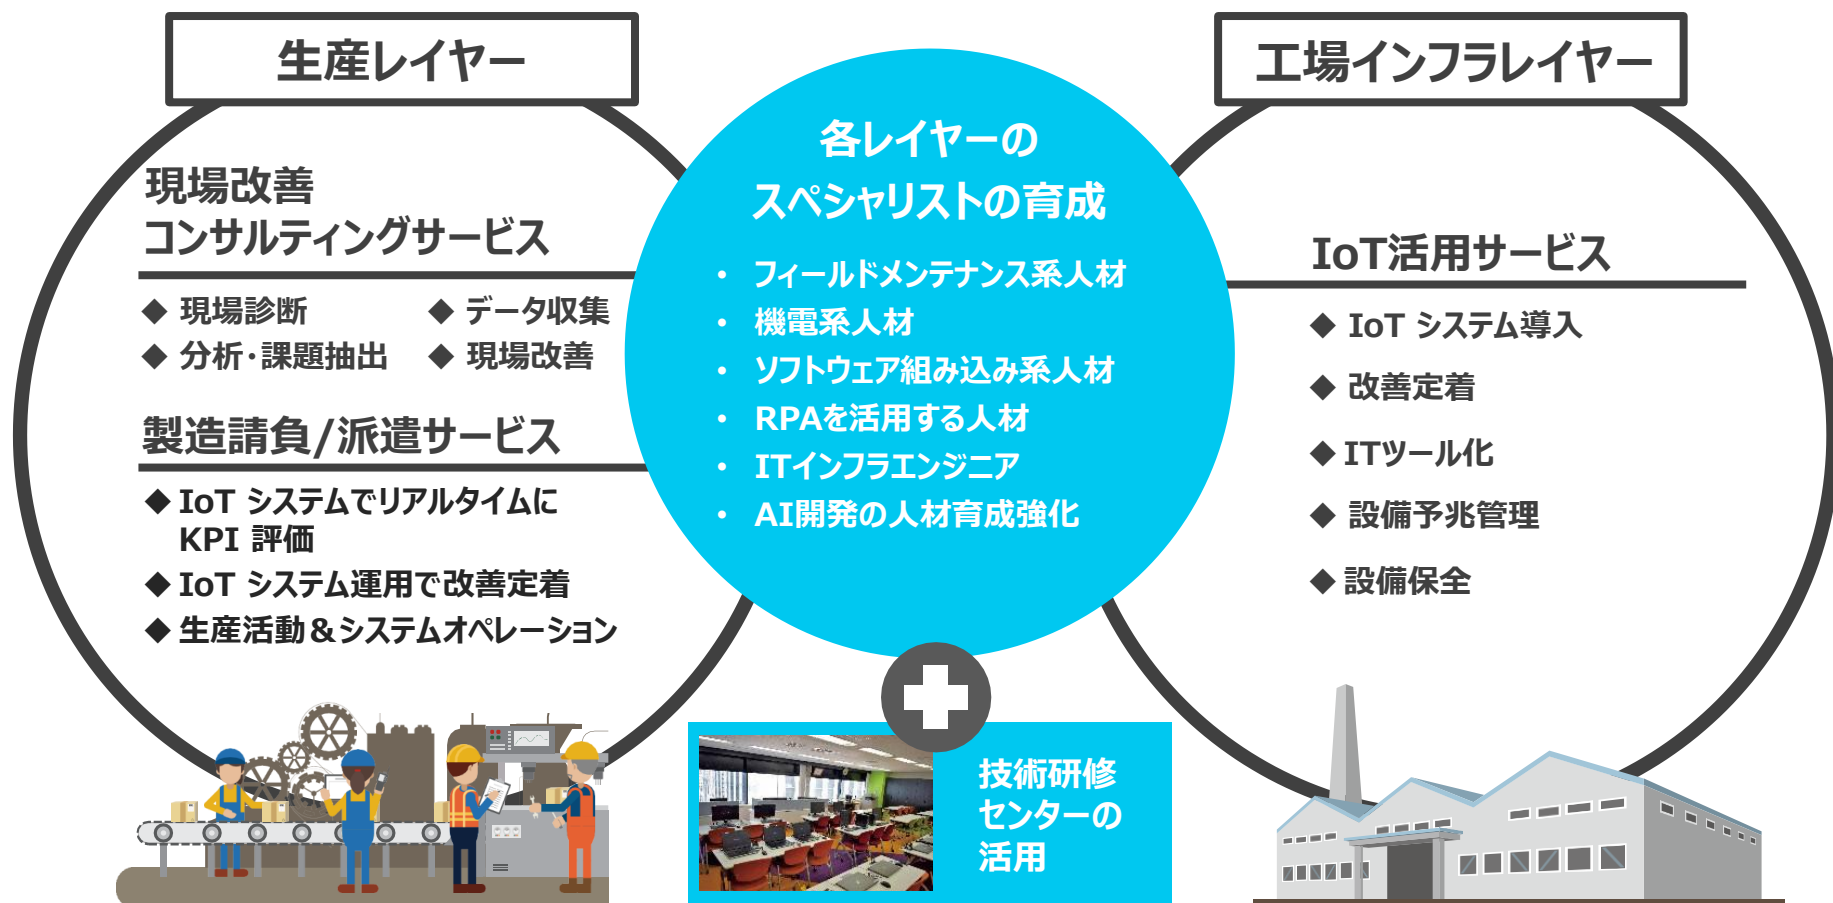 生産レイヤー
現場改善
コンサルティングサービス
◆ 現場診断
◆ データ収集
◆ 分析・課題抽出
◆ 現場改善
製造請負/派遣サービス
◆ IoT システムでリアルタイムに
KPI 評価
◆ IoT システム運用で改善定着
◆ 生産活動＆システムオペレーション
各レイヤーの
スペシャリストの育成
・ フィールドメンテナンス系人材
・ 機電系人材
・ ソフトウェア組み込み系人材
・ RPAを活用する人材
・ ITインフラエンジニア
・ AI開発の人材育成強化
技術研修
センターの
活用
工場インフラレイヤー
IoT活用サービス
◆ IoT システム導入
◆ 改善定着
◆ ITツール化
◆ 設備予兆管理
◆ 設備保全